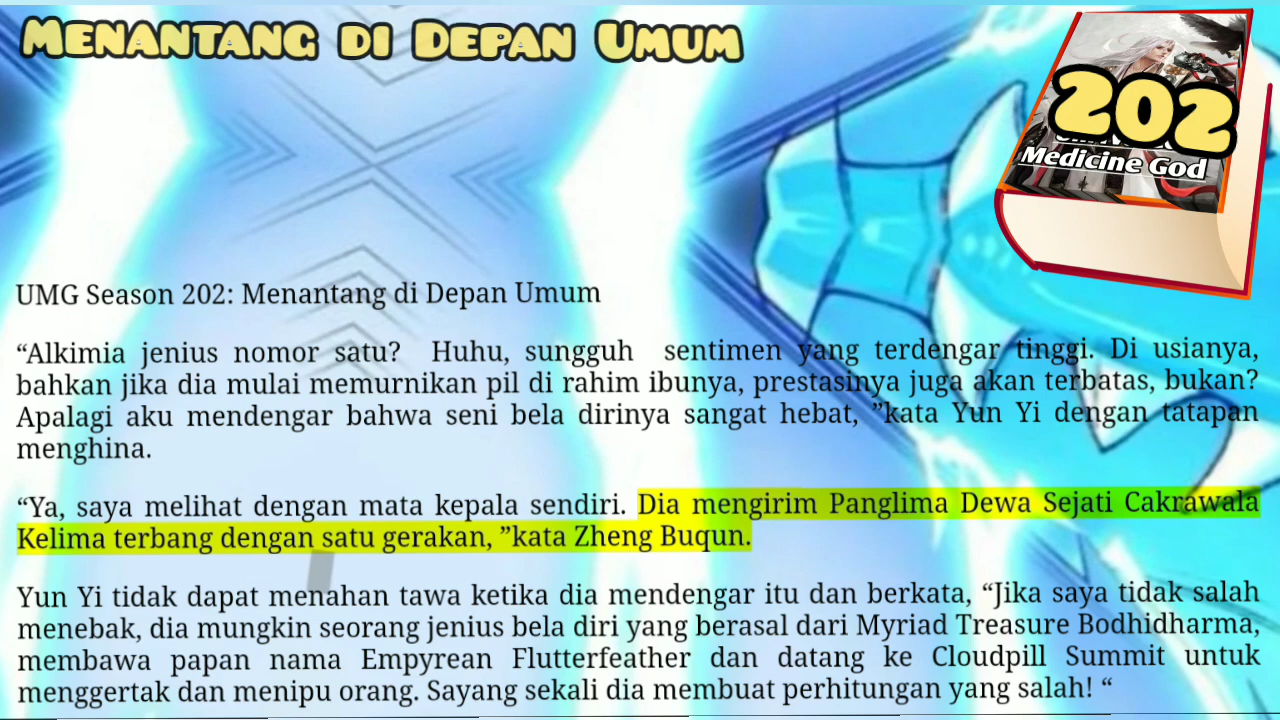 Menantang di Depan Umum
202
Medicine God
UMG Season 202: Menantang di Depan Umum
“Alkimia jenius nomor satu? Huhu, sungguh sentimen yang terdengar tinggi. Di usianya,
bahkan jika dia mulai memurnikan pil di rahim ibunya, prestasinya juga akan terbatas, bukan?
Apalagi aku mendengar bahwa seni bela dirinya sangat hebat, ”kata Yun Yi dengan tatapan
menghina.
“Ya, saya melihat dengan mata kepala sendiri. Dia mengirim Panglima Dewa Sejati Cakrawala
Kelima terbang dengan satu gerakan, ”kata Zheng Buqun.
Yun Yi tidak dapat menahan tawa ketika dia mendengar itu dan berkata, “Jika saya tidak salah
menebak, dia mungkin seorang jenius bela diri yang berasal dari Myriad Treasure Bodhidharma,
membawa papan nama Empyrean Flutterfeather dan datang ke Cloudpill Summit untuk
menggertak dan menipu orang. Sayang sekali dia membuat perhitungan yang salah! “